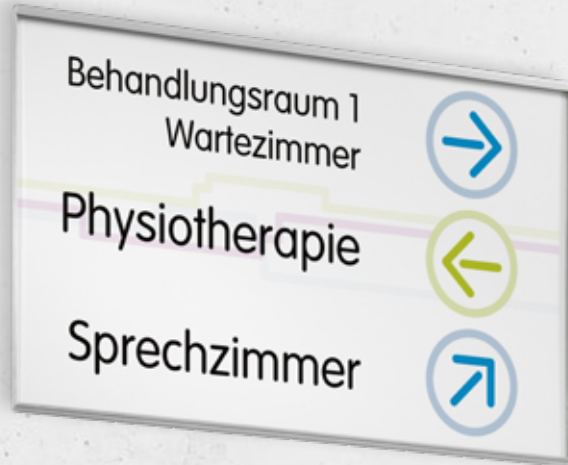 Behandlungsraum 1
Wartezimmer
Physiotherapie
Sprechzimmer